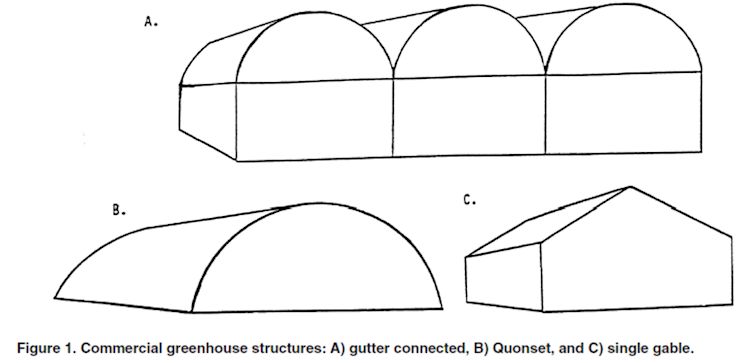 A.
B.
C.
Figure 1. Commercial greenhouse structures: A) gutter connected, B) Quonset, and C) single gable.